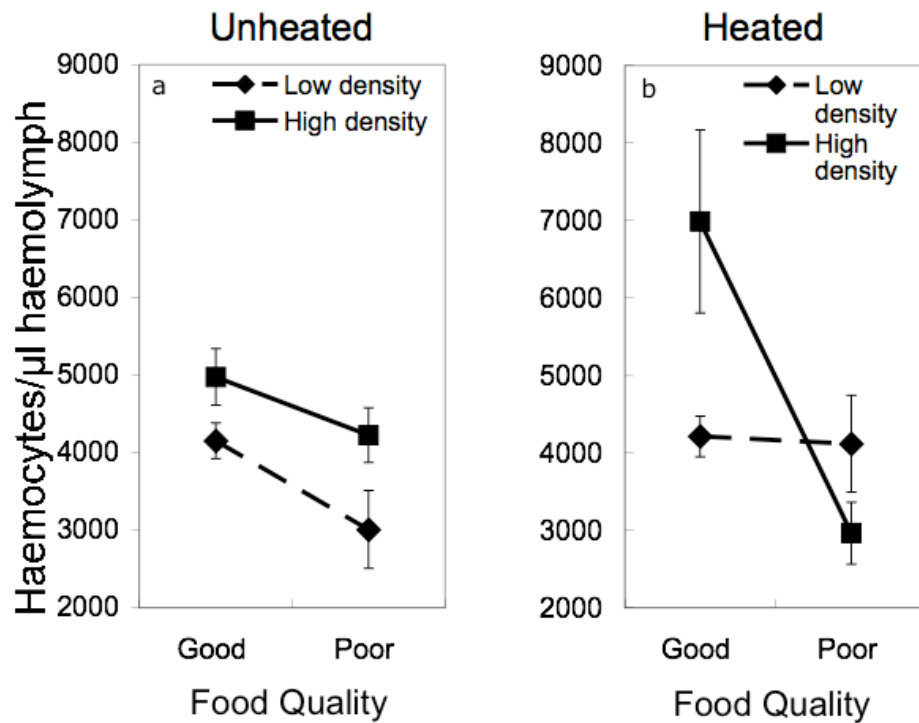 Unheated
Haemocytes/µl haemolymph
9000
8000
7000
6000
5000
4000
3000
2000
a
Low density
High density
Good Poor
Food Quality
Heated
9000
8000
7000
6000
5000
4000
3000
2000
b
Low
density
High
density
Good Poor
Food Quality